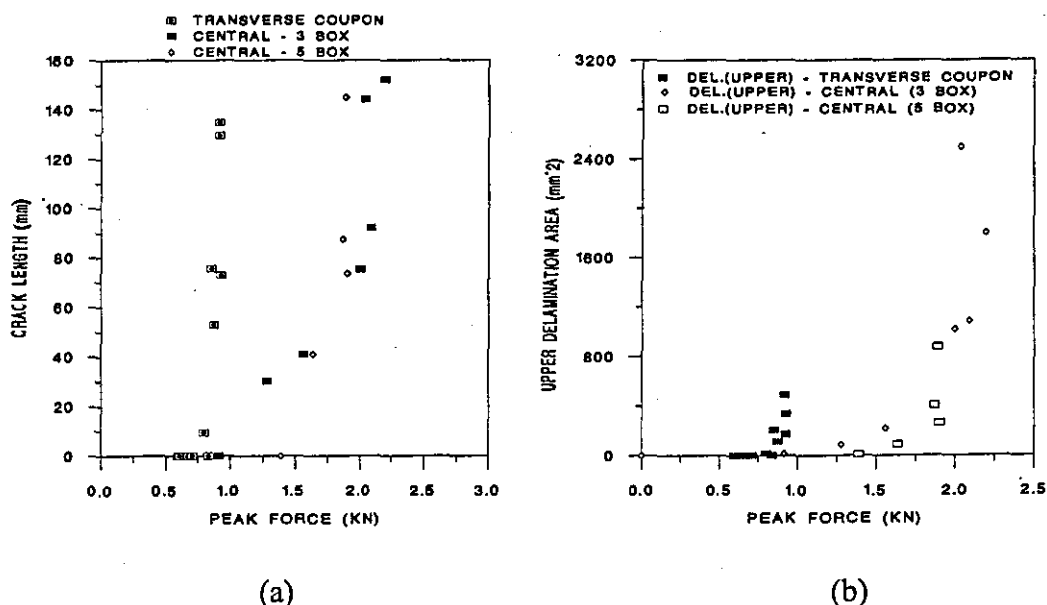 TRANSVERSE COUPON
CENTRAL - 3 BOX
CENTRAL - 5 BOX
160
140
120
100
80
60
40
20
0
CRACK LENGTH (mm)
0.0 0.5 1.0 1.5 2.0 2.5 3.0
PEAK FORCE (KN)
(a)
3200
2400
1600
800
0
UPPER DELAMINATION AREA (mm^2)
DEL.(UPPER) - TRANSVERSE COUPON
DEL.(UPPER) - CENTRAL (3 BOX)
DEL.(UPPER) - CENTRAL (5 BOX)
0.0 0.5 1.0 1.5 2.0 2.5
PEAK FORCE (KN)
(b)